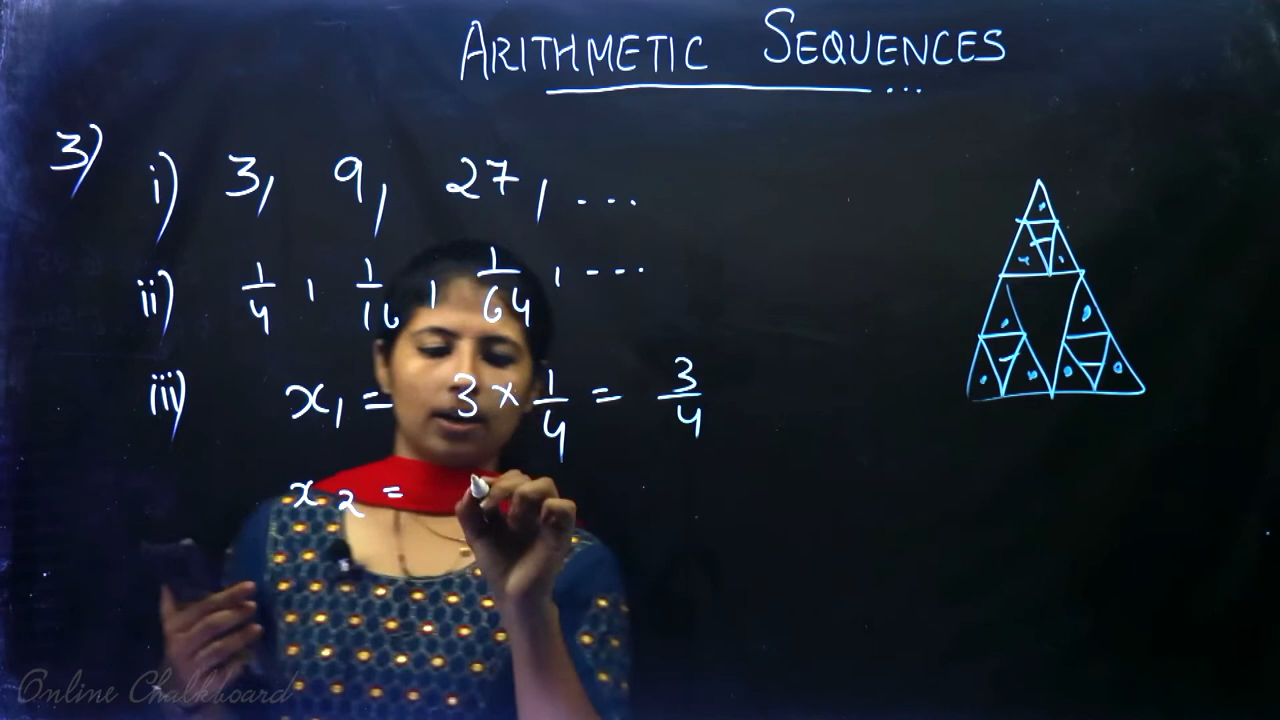 ARITHMETIC SEQUENCES ...
3) i) 3, 9, 27, ...
ii) 1/4, 1/16, 1/64, ...
iii) x₁ = 3 × 1/4 = 3/4
x₂ =
Online Chalkboard